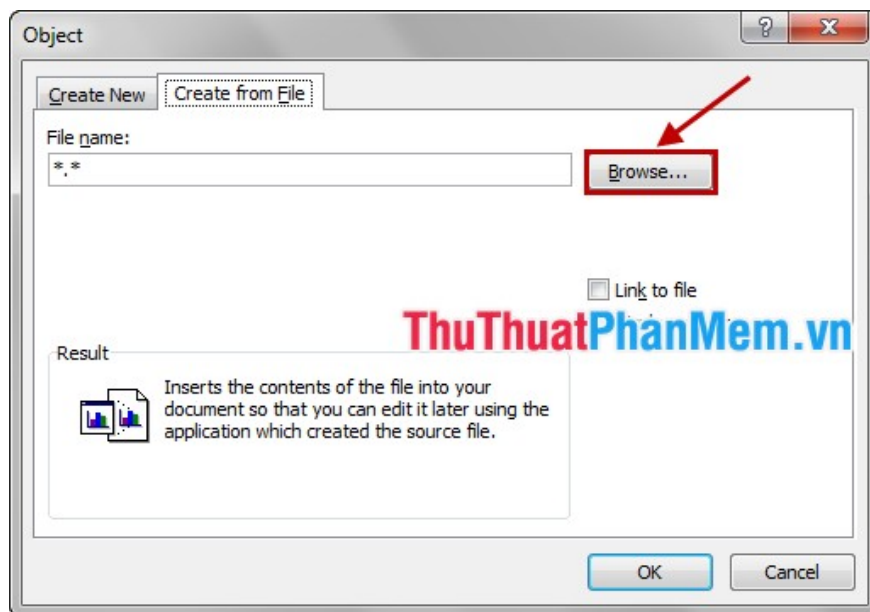 Object
Create New
Create from File
File name:
*.*
Browse...
Link to file
ThuThuatPhanMem.vn
Result
Inserts the contents of the file into your
document so that you can edit it later using the
application which created the source file.
OK
Cancel